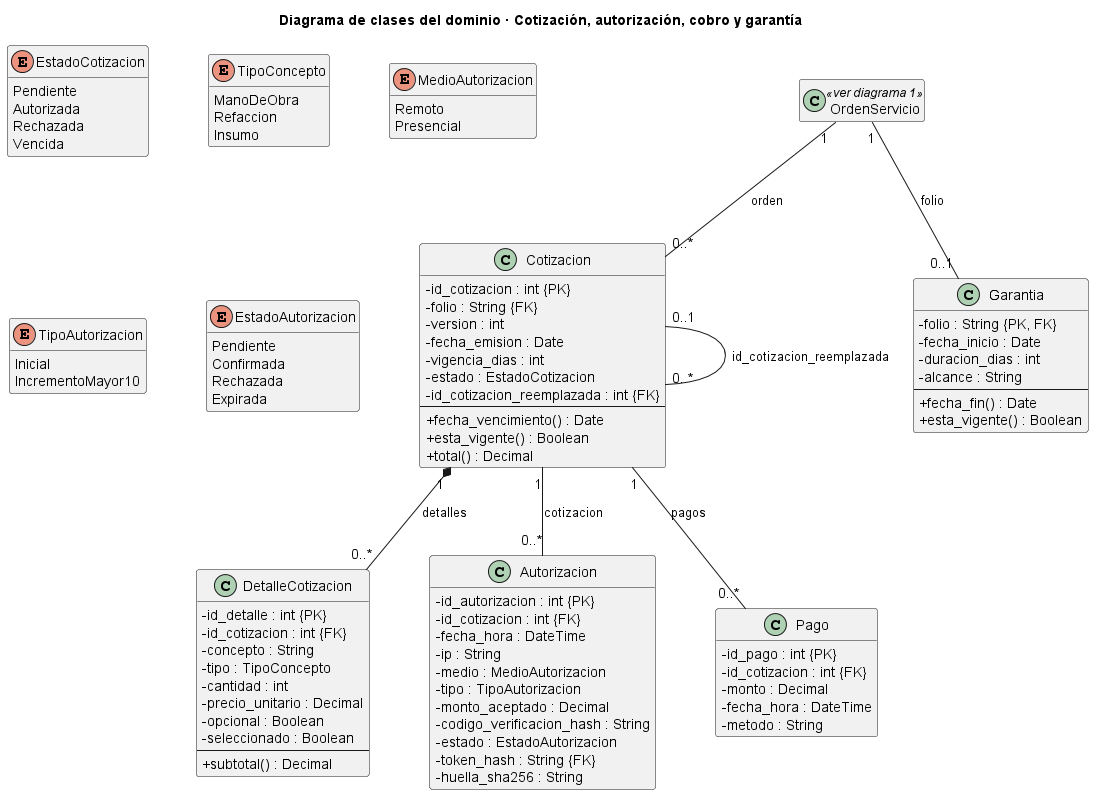 Diagrama de clases del dominio · Cotización, autorización, cobro y garantía
E EstadoCotizacion
Pendiente
Autorizada
Rechazada
Vencida
E TipoConcepto
ManoDeObra
Refaccion
Insumo
E MedioAutorizacion
Remoto
Presencial
C «ver diagrama 1»
OrdenServicio
1
1
orden
folio
0..*
0..1
E TipoAutorizacion
Inicial
IncrementoMayor10
E EstadoAutorizacion
Pendiente
Confirmada
Rechazada
Expirada
C Cotizacion
-id_cotizacion : int {PK}
-folio : String {FK}
-version : int
-fecha_emision : Date
-vigencia_dias : int
-estado : EstadoCotizacion
-id_cotizacion_reemplazada : int {FK}
+fecha_vencimiento() : Date
+esta_vigente() : Boolean
+total() : Decimal
0..1
id_cotizacion_reemplazada
0..*
C Garantia
-folio : String {PK, FK}
-fecha_inicio : Date
-duracion_dias : int
-alcance : String
+fecha_fin() : Date
+esta_vigente() : Boolean
1
1
1
detalles
cotizacion
pagos
0..*
0..*
0..*
C DetalleCotizacion
-id_detalle : int {PK}
-id_cotizacion : int {FK}
-concepto : String
-tipo : TipoConcepto
-cantidad : int
-precio_unitario : Decimal
-opcional : Boolean
-seleccionado : Boolean
+subtotal() : Decimal
C Autorizacion
-id_autorizacion : int {PK}
-id_cotizacion : int {FK}
-fecha_hora : DateTime
-ip : String
-medio : MedioAutorizacion
-tipo : TipoAutorizacion
-monto_aceptado : Decimal
-codigo_verificacion_hash : String
-estado : EstadoAutorizacion
-token_hash : String {FK}
-huella_sha256 : String
C Pago
-id_pago : int {PK}
-id_cotizacion : int {FK}
-monto : Decimal
-fecha_hora : DateTime
-metodo : String